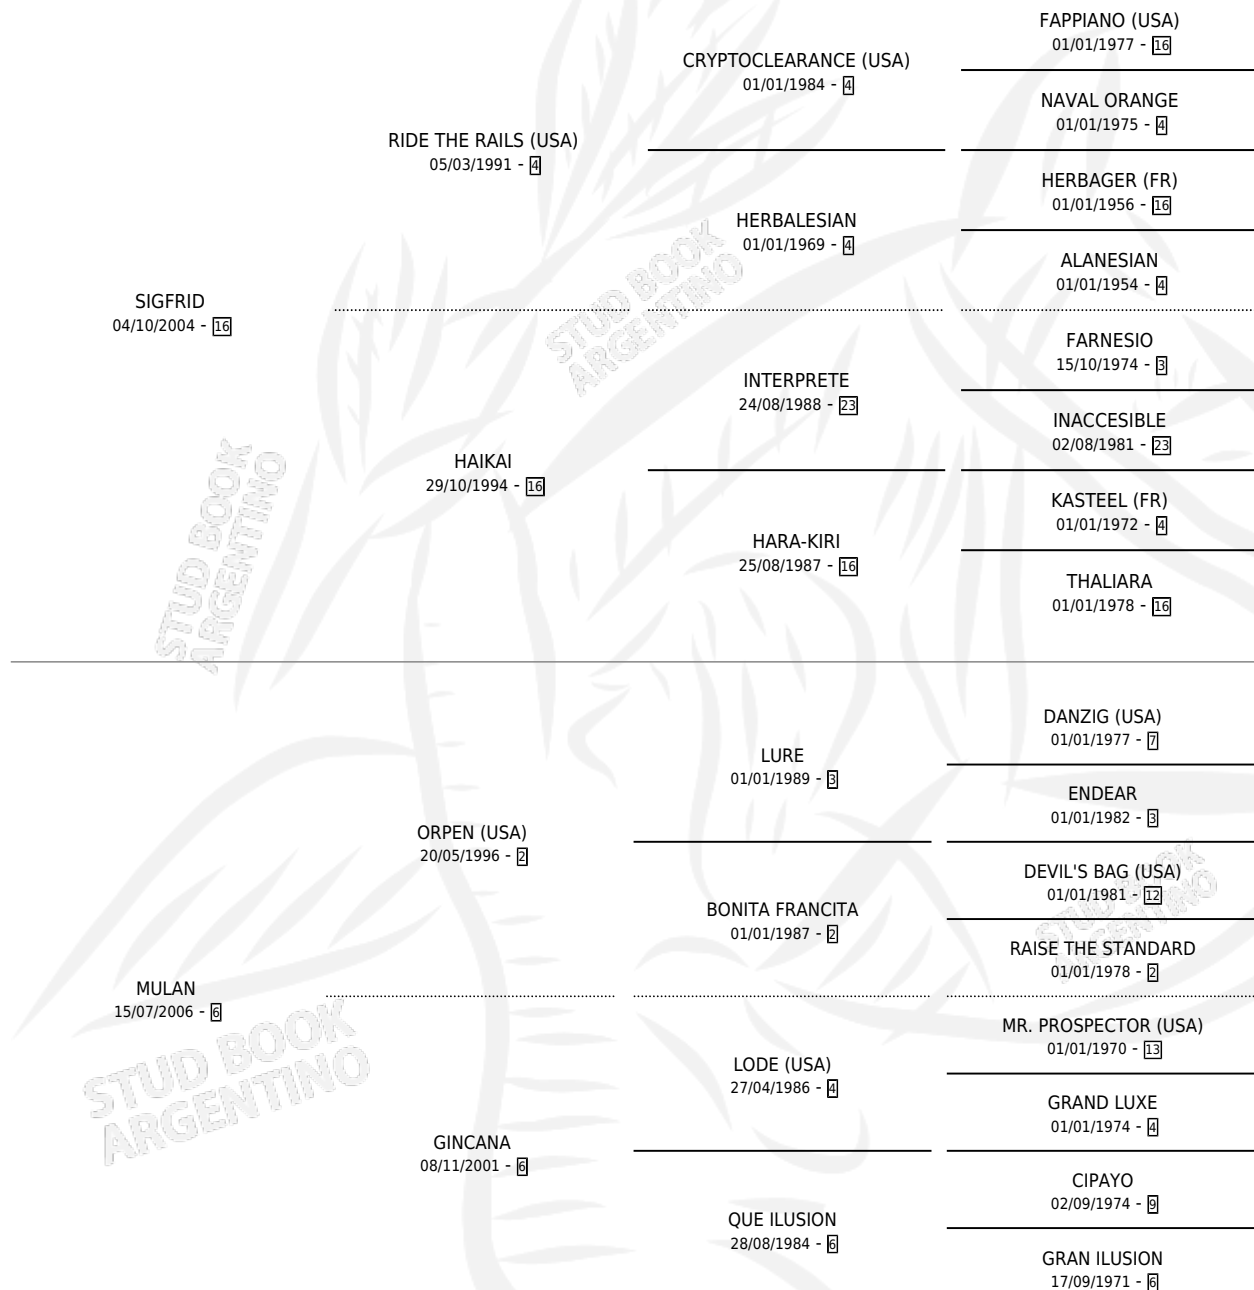 FAPPIANO (USA)
01/01/1977 - 16
CRYPTOCLEARANCE (USA)
01/01/1984 - 4
NAVAL ORANGE
01/01/1975 - 4
RIDE THE RAILS (USA)
05/03/1991 - 4
HERBAGER (FR)
01/01/1956 - 16
HERBALESIAN
01/01/1969 - 4
ALANESIAN
01/01/1954 - 4
SIGFRID
04/10/2004 - 16
STUD BOOK
ARGENTINO
FARNESIO
15/10/1974 - 3
INTERPRETE
24/08/1988 - 23
INACCESIBLE
02/08/1981 - 23
HAIKAI
29/10/1994 - 16
KASTEEL (FR)
01/01/1972 - 4
HARA-KIRI
25/08/1987 - 16
THALIARA
01/01/1978 - 16
STUD BOOK
ARGENTINO
DANZIG (USA)
01/01/1977 - 7
LURE
01/01/1989 - 3
ENDEAR
01/01/1982 - 3
ORPEN (USA)
20/05/1996 - 2
DEVIL'S BAG (USA)
01/01/1981 - 12
BONITA FRANCITA
01/01/1987 - 2
RAISE THE STANDARD
01/01/1978 - 2
STUD BOOK
ARGENTINO
MULAN
15/07/2006 - 6
MR. PROSPECTOR (USA)
01/01/1970 - 13
LODE (USA)
27/04/1986 - 4
GRAND LUXE
01/01/1974 - 4
STUD BOOK
ARGENTINO
GINCANA
08/11/2001 - 6
CIPAYO
02/09/1974 - 9
QUE ILUSION
28/08/1984 - 6
GRAN ILUSION
17/09/1971 - 6